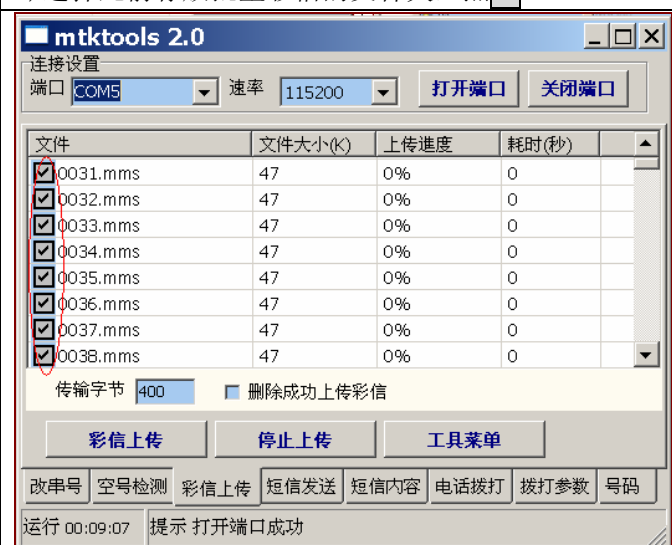 mtktools 2.0
连接设置
端口 COM5 速率 115200 打开端口 关闭端口
文件 文件大小(K) 上传進度 耗时(秒)
0031.mms 47 0% 0
0032.mms 47 0% 0
0033.mms 47 0% 0
0034.mms 47 0% 0
0035.mms 47 0% 0
0036.mms 47 0% 0
0037.mms 47 0% 0
0038.mms 47 0% 0
传输字节 400 删除成功上传彩信
彩信上传 停止上传 工具菜单
改串号 空号检测 彩信上传 短信发送 短信内容 电话拨打 拨打参数 号码
运行 00:09:07 提示 打开端口成功